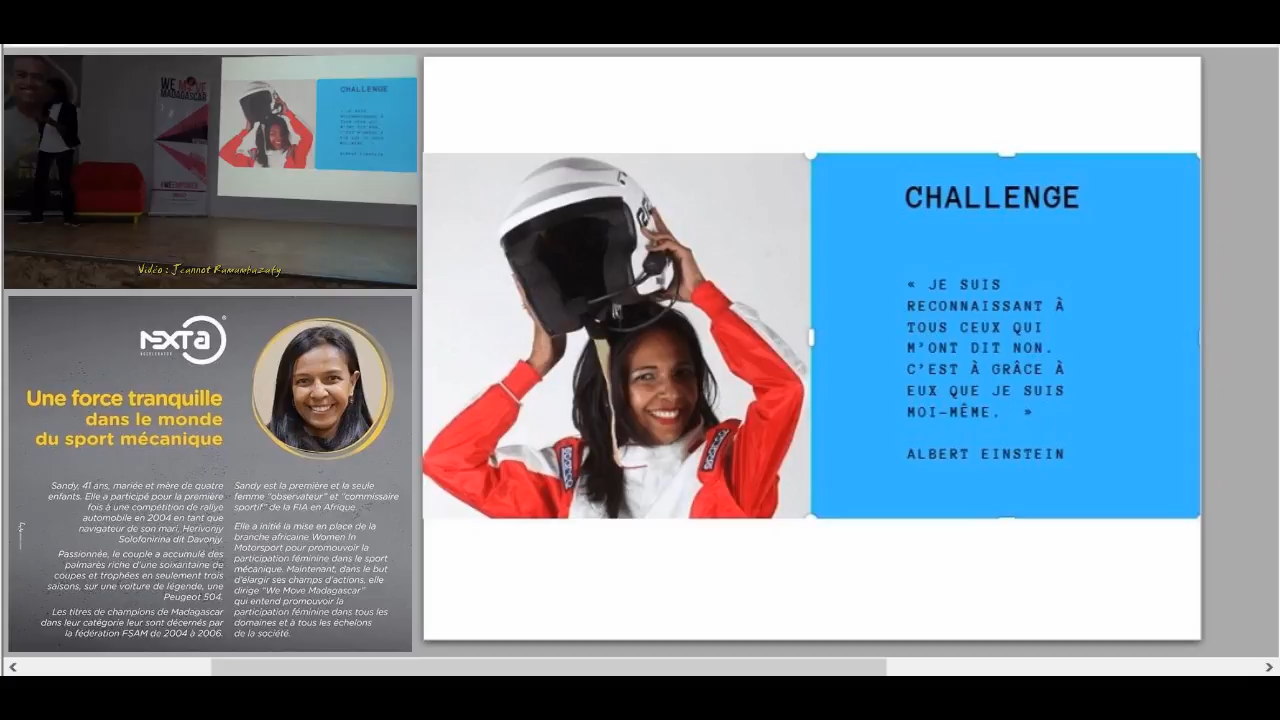 WE MOVE
MADAGASCAR
CHALLENGE
Vidéo : Jeannot Ramambazafy
NEXTA
ACCELERATED
Une force tranquille
dans le monde
du sport mécanique
Sandy, 41 ans, mariée et mère de quatre
enfants. Elle a participé pour la première
fois à une compétition de rallye
automobile en 2004 en tant que
navigateur de son mari, Herivonjy
Solofonirina dit Davonjy.
Passionnée, le couple a accumulé des
palmarès riche d'une soixantaine de
coupes et trophées en seulement trois
saisons, sur une voiture de légende, une
Peugeot 504.
Les titres de champions de Madagascar
dans leur catégorie leur sont décernés par
la fédération FSAM de 2004 à 2006.
Sandy est la première et la seule
femme "observateur" et "commissaire
sportif" de la FIA en Afrique.
Elle a initié la mise en place de la
branche africaine Women In
Motorsport pour promouvoir la
participation féminine dans le sport
mécanique. Maintenant, dans le but
d'élargir ses champs d'actions, elle
dirige "We Move Madagascar"
qui entend promouvoir la
participation féminine dans tous les
domaines et à tous les échelons
de la société.
SPARCO
SPARCO
CHALLENGE
« JE SUIS
RECONNAISSANT À
TOUS CEUX QUI
M'ONT DIT NON.
C'EST À GRÂCE À
EUX QUE JE SUIS
MOI-MÊME. »
ALBERT EINSTEIN